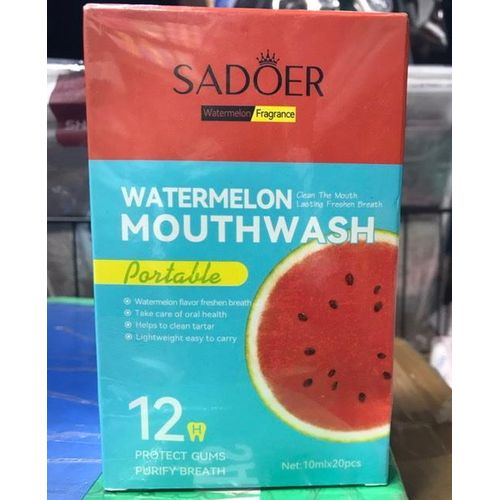 SADOER
Watermelon Fragrance
WATERMELON
Clean The Mouth
Lasting Freshen Breath
MOUTHWASH
Portable
Watermelon flavor freshen breath
Take care of oral health
Helps to clean tartar
Lightweight easy to carry
12H
PROTECT GUMS
PURIFY BREATH
Net:10mlx20pcs